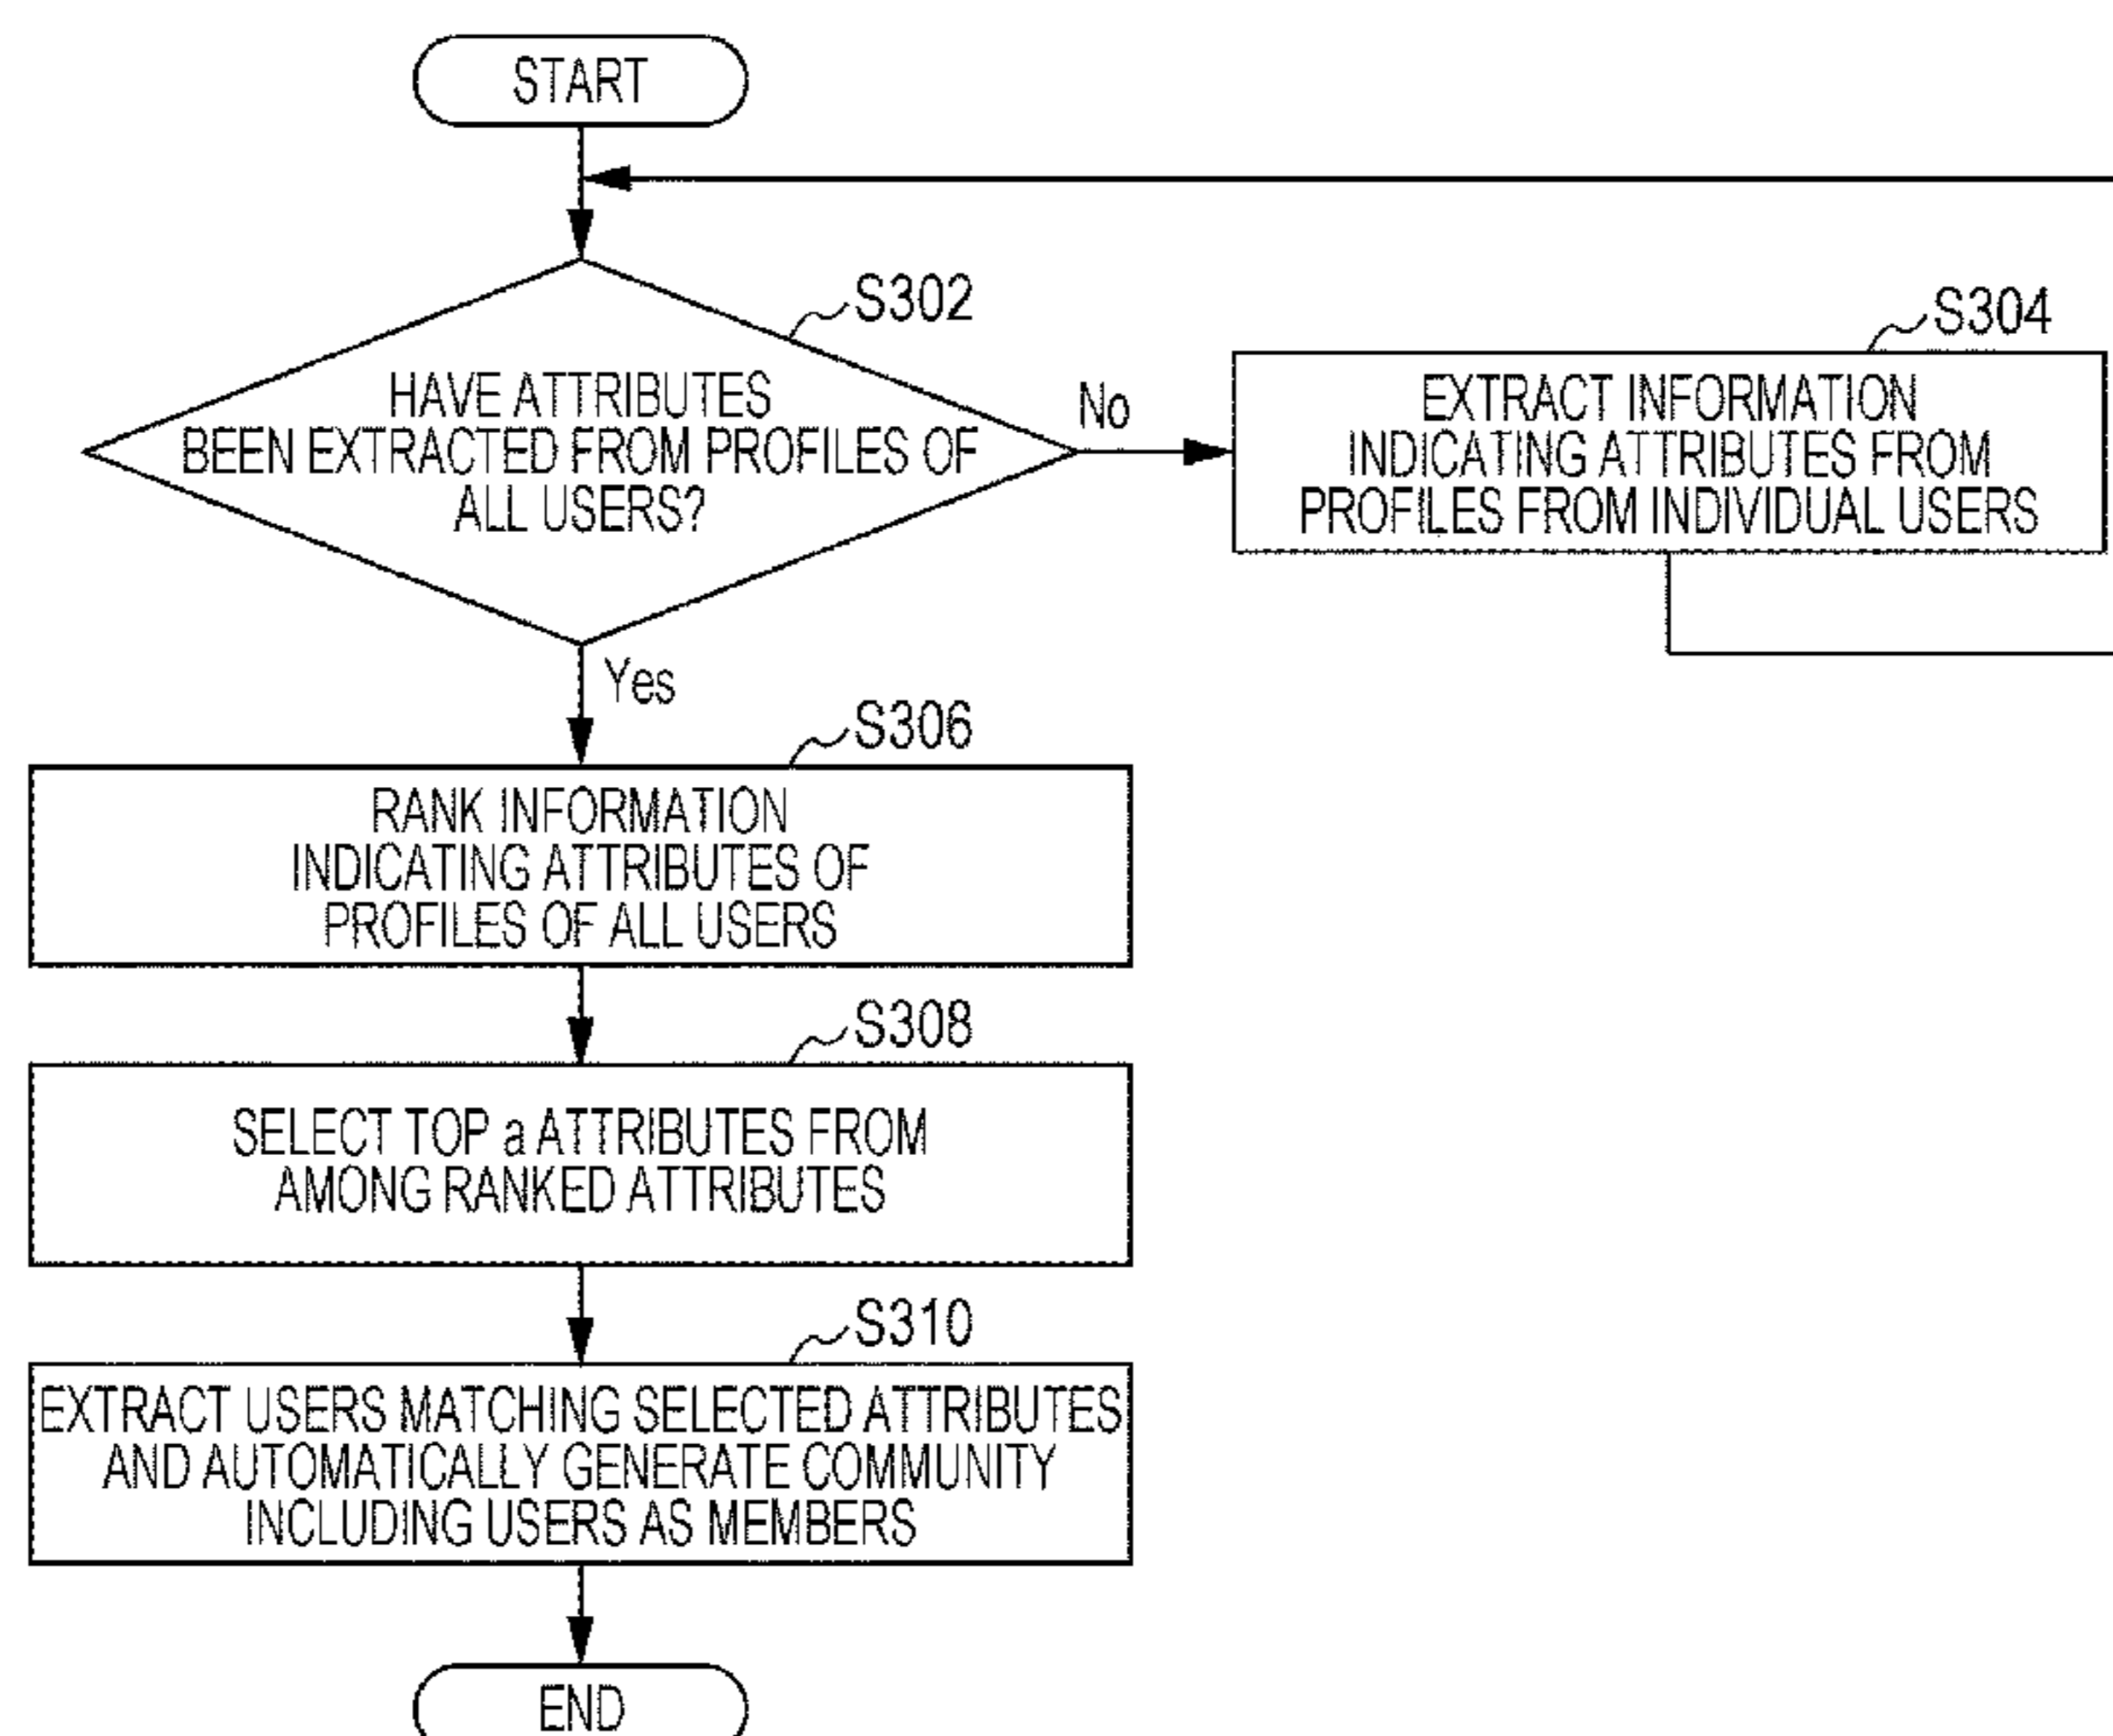 START
S302
HAVE ATTRIBUTES
BEEN EXTRACTED FROM PROFILES OF
ALL USERS?
No
S304
EXTRACT INFORMATION
INDICATING ATTRIBUTES FROM
PROFILES FROM INDIVIDUAL USERS
Yes
S306
RANK INFORMATION
INDICATING ATTRIBUTES OF
PROFILES OF ALL USERS
S308
SELECT TOP a ATTRIBUTES FROM
AMONG RANKED ATTRIBUTES
S310
EXTRACT USERS MATCHING SELECTED ATTRIBUTES
AND AUTOMATICALLY GENERATE COMMUNITY
INCLUDING USERS AS MEMBERS
END